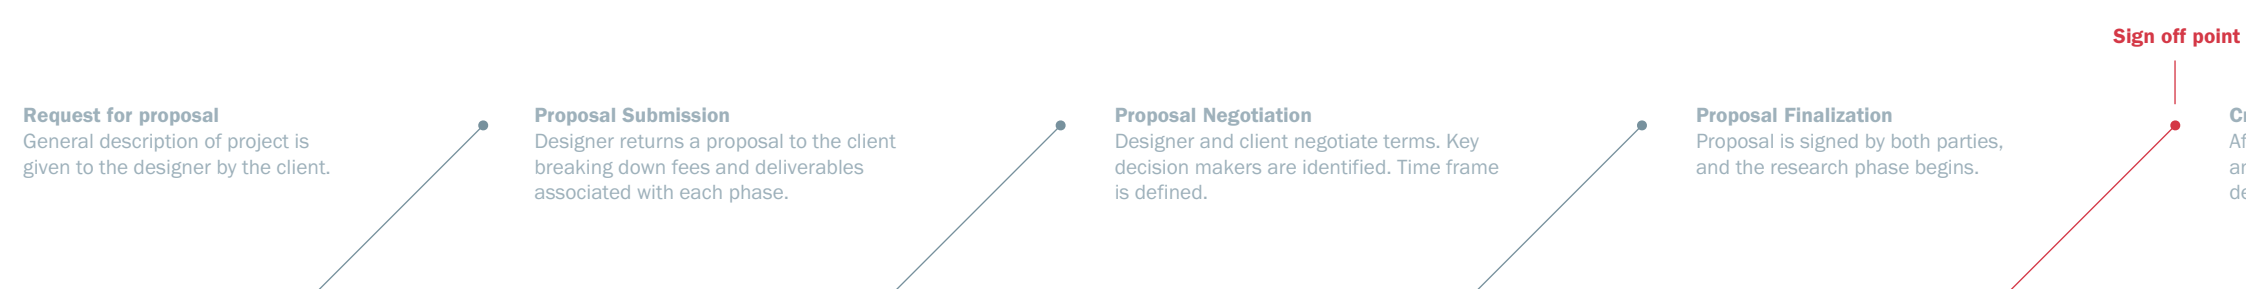 Sign off point
Request for proposal
General description of project is
given to the designer by the client.
Proposal Submission
Designer returns a proposal to the client
breaking down fees and deliverables
associated with each phase.
Proposal Negotiation
Designer and client negotiate terms. Key
decision makers are identified. Time frame
is defined.
Proposal Finalization
Proposal is signed by both parties,
and the research phase begins.